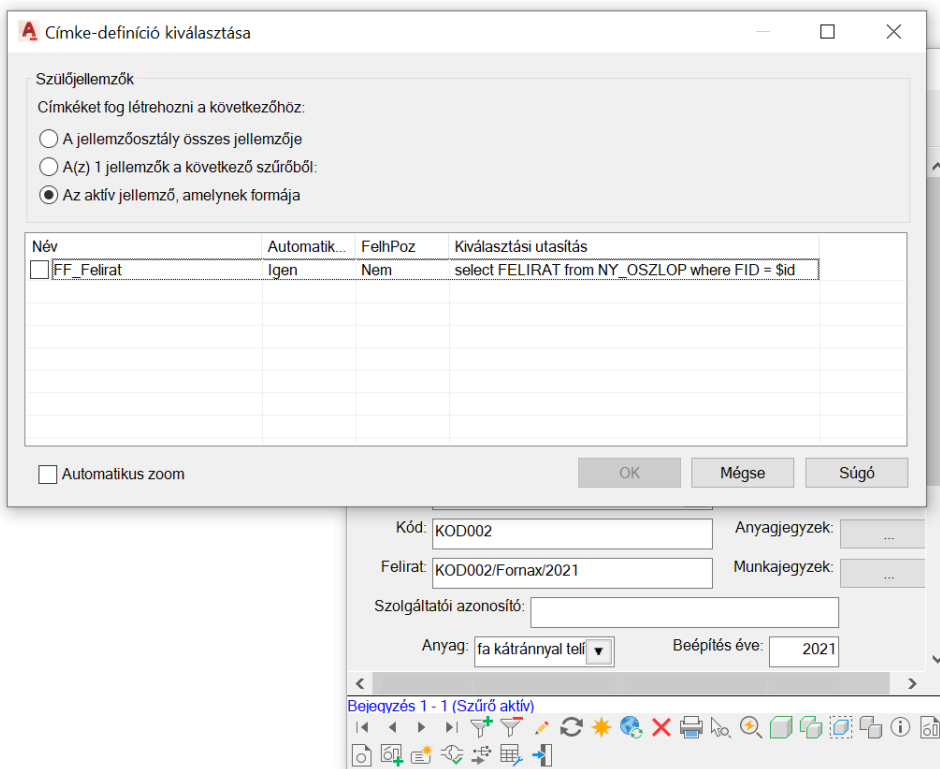 Címke-definíció kiválasztása
Szülőjellemzők
Címkéket fog létrehozni a következőhöz:
A jellemzőosztály összes jellemzője
A(z) 1 jellemzők a következő szűrőből:
Az aktív jellemző, amelynek formája
Név Automatik... FelhPoz Kiválasztási utasítás
FF_Felirat Igen Nem select FELIRAT from NY_OSZLOP where FID = $id
Automatikus zoom OK Mégse Súgó
Kód: KOD002 Anyagjegyzek: ...
Felirat: KOD002/Fornax/2021 Munkajegyzek: ...
Szolgáltatói azonosító:
Anyag: fa kátránnyal telí Beépítés éve: 2021
Bejegyzés 1 - 1 (Szűrő aktív)